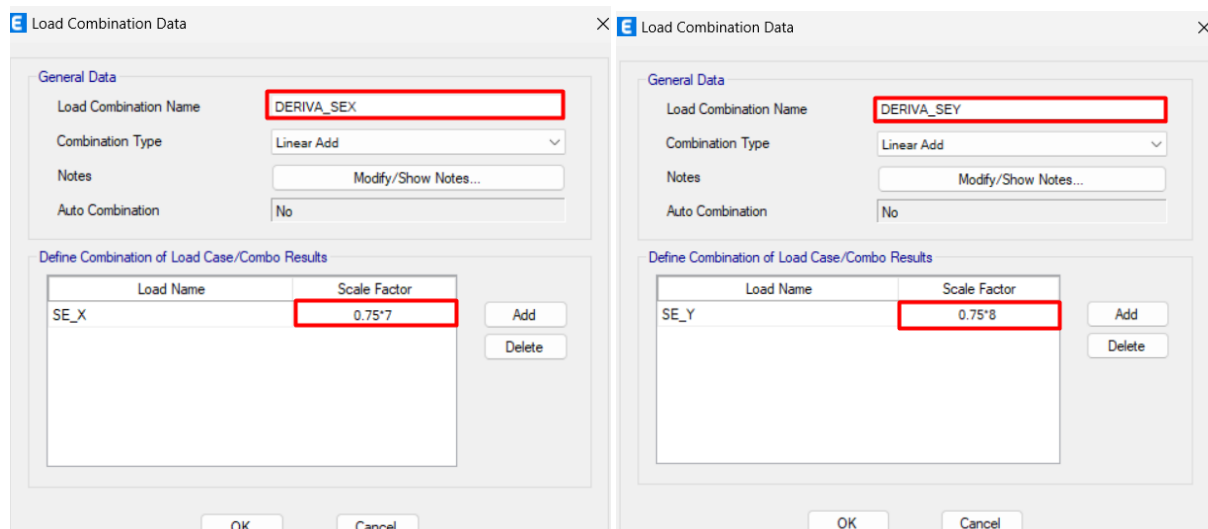 E Load Combination Data
General Data
Load Combination Name DERIVA_SEX
Combination Type Linear Add
Notes Modify/Show Notes...
Auto Combination No
Define Combination of Load Case/Combo Results
Load Name Scale Factor
SE_X 0.75*7 Add
Delete
OK Cancel
E Load Combination Data
General Data
Load Combination Name DERIVA_SEY
Combination Type Linear Add
Notes Modify/Show Notes...
Auto Combination No
Define Combination of Load Case/Combo Results
Load Name Scale Factor
SE_Y 0.75*8 Add
Delete
OK Cancel